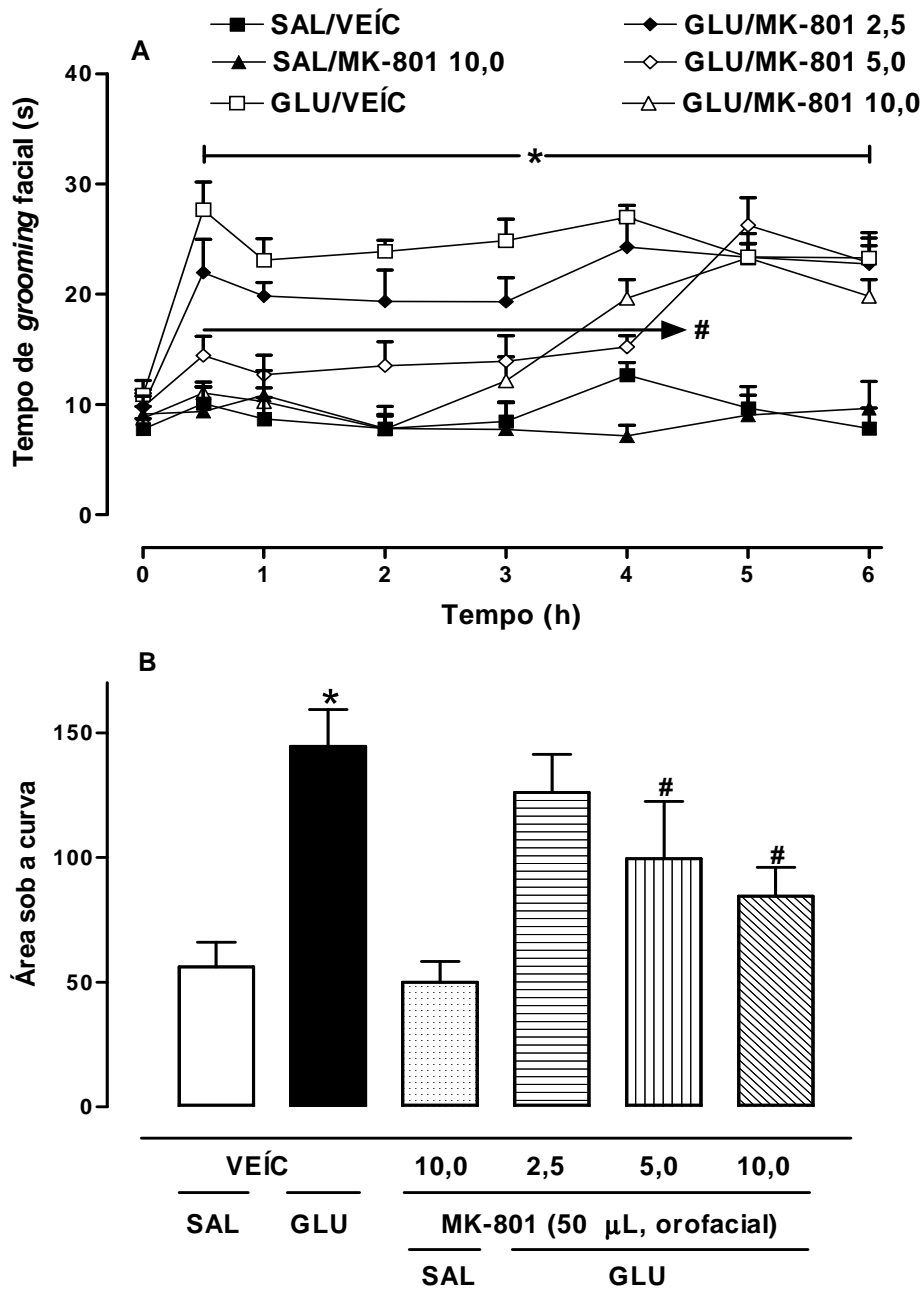 A
SAL/VEÍC
GLU/MK-801 2,5
SAL/MK-801 10,0
GLU/MK-801 5,0
GLU/VEÍC
GLU/MK-801 10,0
Tempo de grooming facial (s)
40
30
20
10
0
*
#
0 1 2 3 4 5 6
Tempo (h)
B
Área sob a curva
150
100
50
0
*
#
#
VEÍC 10,0 2,5 5,0 10,0
SAL GLU MK-801 (50 μL, orofacial)
SAL GLU